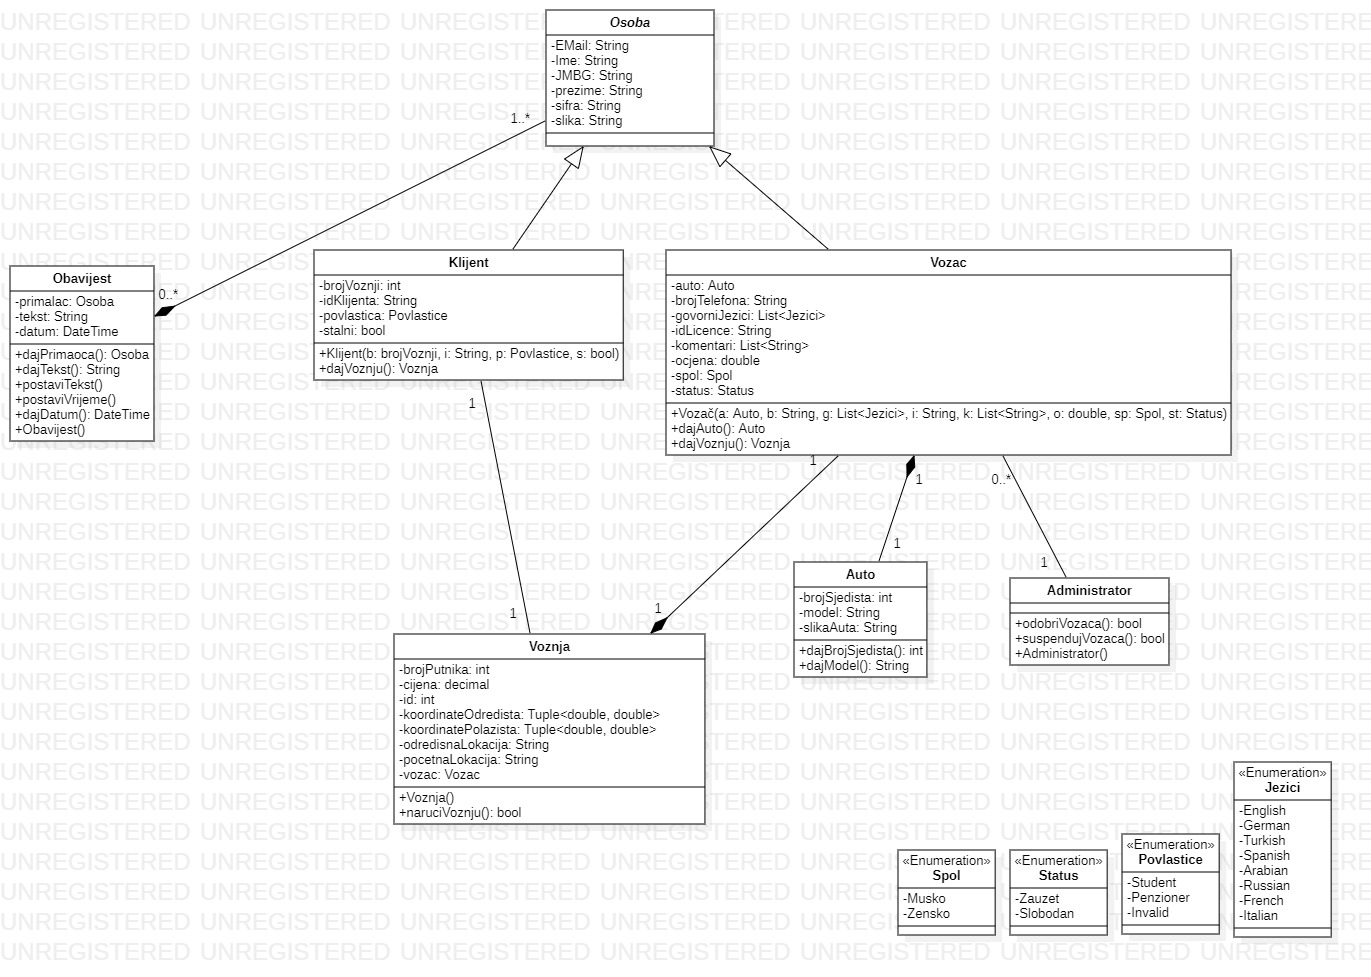 Osoba
-EMail: String
-Ime: String
-JMBG: String
-prezime: String
-sifra: String
-slika: String
1..*
0..*
Obavijest
-primalac: Osoba
-tekst: String
-datum: DateTime
+dajPrimaoca(): Osoba
+dajTekst(): String
+postaviTekst()
+postaviVrijeme()
+dajDatum(): DateTime
+Obavijest()
Klijent
-brojVoznji: int
-idKlijenta: String
-povlastica: Povlastice
-stalni: bool
+Klijent(b: brojVoznji, i: String, p: Povlastice, s: bool)
+dajVoznju(): Voznja
Vozac
-auto: Auto
-brojTelefona: String
-govorniJezici: List<Jezici>
-idLicence: String
-komentari: List<String>
-ocjena: double
-spol: Spol
-status: Status
+Vozač(a: Auto, b: String, g: List<Jezici>, i: String, k: List<String>, o: double, sp: Spol, st: Status)
+dajAuto(): Auto
+dajVoznju(): Voznja
1
1
1
1
1
1
0..*
1
Voznja
-brojPutnika: int
-cijena: decimal
-id: int
-koordinateOdredista: Tuple<double, double>
-koordinatePolazista: Tuple<double, double>
-odredisnaLokacija: String
-pocetnaLokacija: String
-vozac: Vozac
+Voznja()
+naruciVoznju(): bool
Auto
-brojSjedista: int
-model: String
-slikaAuta: String
+dajBrojSjedista(): int
+dajModel(): String
Administrator
+odobriVozaca(): bool
+suspendujVozaca(): bool
+Administrator()
«Enumeration»
Spol
-Musko
-Zensko
«Enumeration»
Status
-Zauzet
-Slobodan
«Enumeration»
Povlastice
-Student
-Penzioner
-Invalid
«Enumeration»
Jezici
-English
-German
-Turkish
-Spanish
-Arabian
-Russian
-French
-Italian
UNREGISTERED